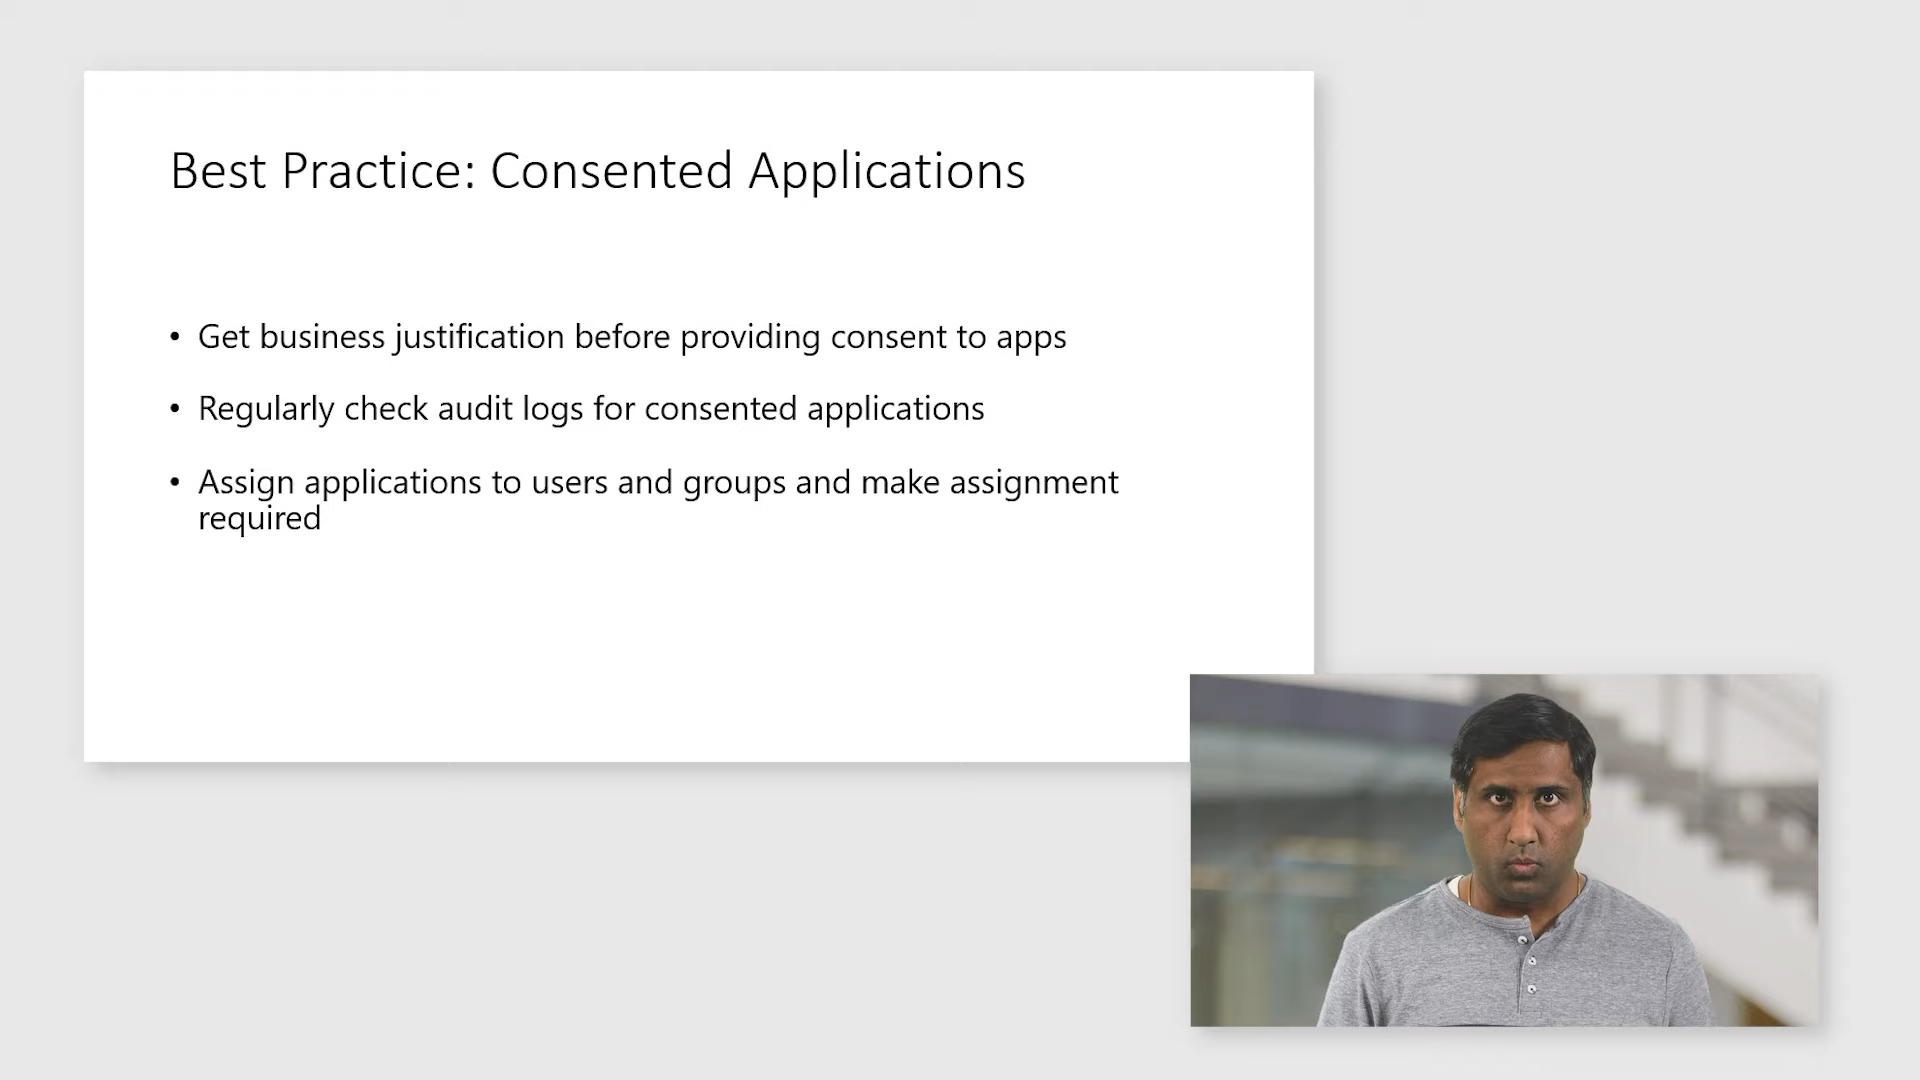 Best Practice: Consented Applications
• Get business justification before providing consent to apps
• Regularly check audit logs for consented applications
• Assign applications to users and groups and make assignment
required